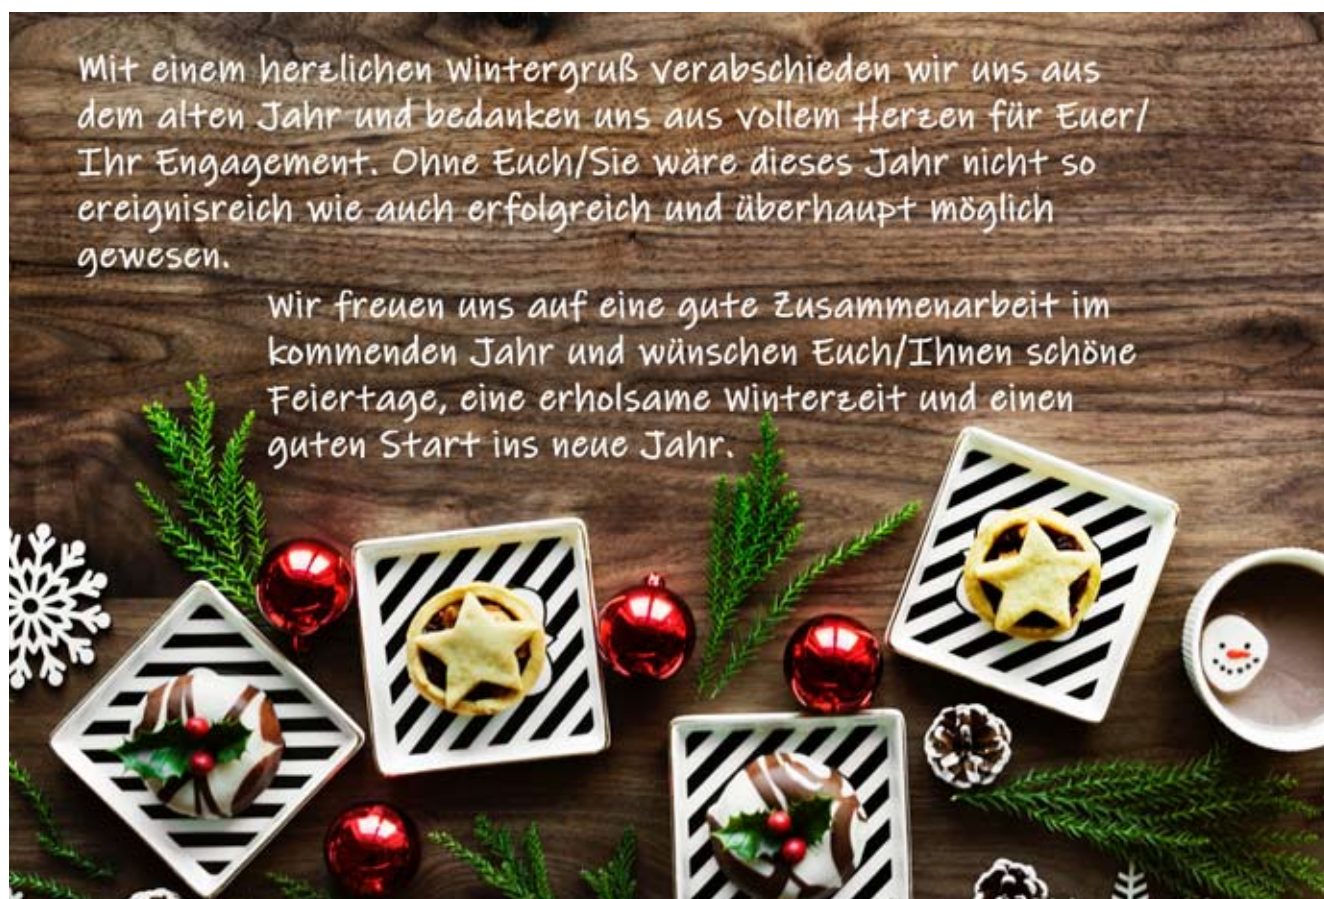 Mit einem herzlichen Wintergruß verabschieden wir uns aus
dem alten Jahr und bedanken uns aus vollem Herzen für Euer/
Ihr Engagement. Ohne Euch/Sie wäre dieses Jahr nicht so
ereignisreich wie auch erfolgreich und überhaupt möglich
gewesen.
Wir freuen uns auf eine gute Zusammenarbeit im
kommenden Jahr und wünschen Euch/Ihnen schöne
Feiertage, eine erholsame Winterzeit und einen
guten Start ins neue Jahr.